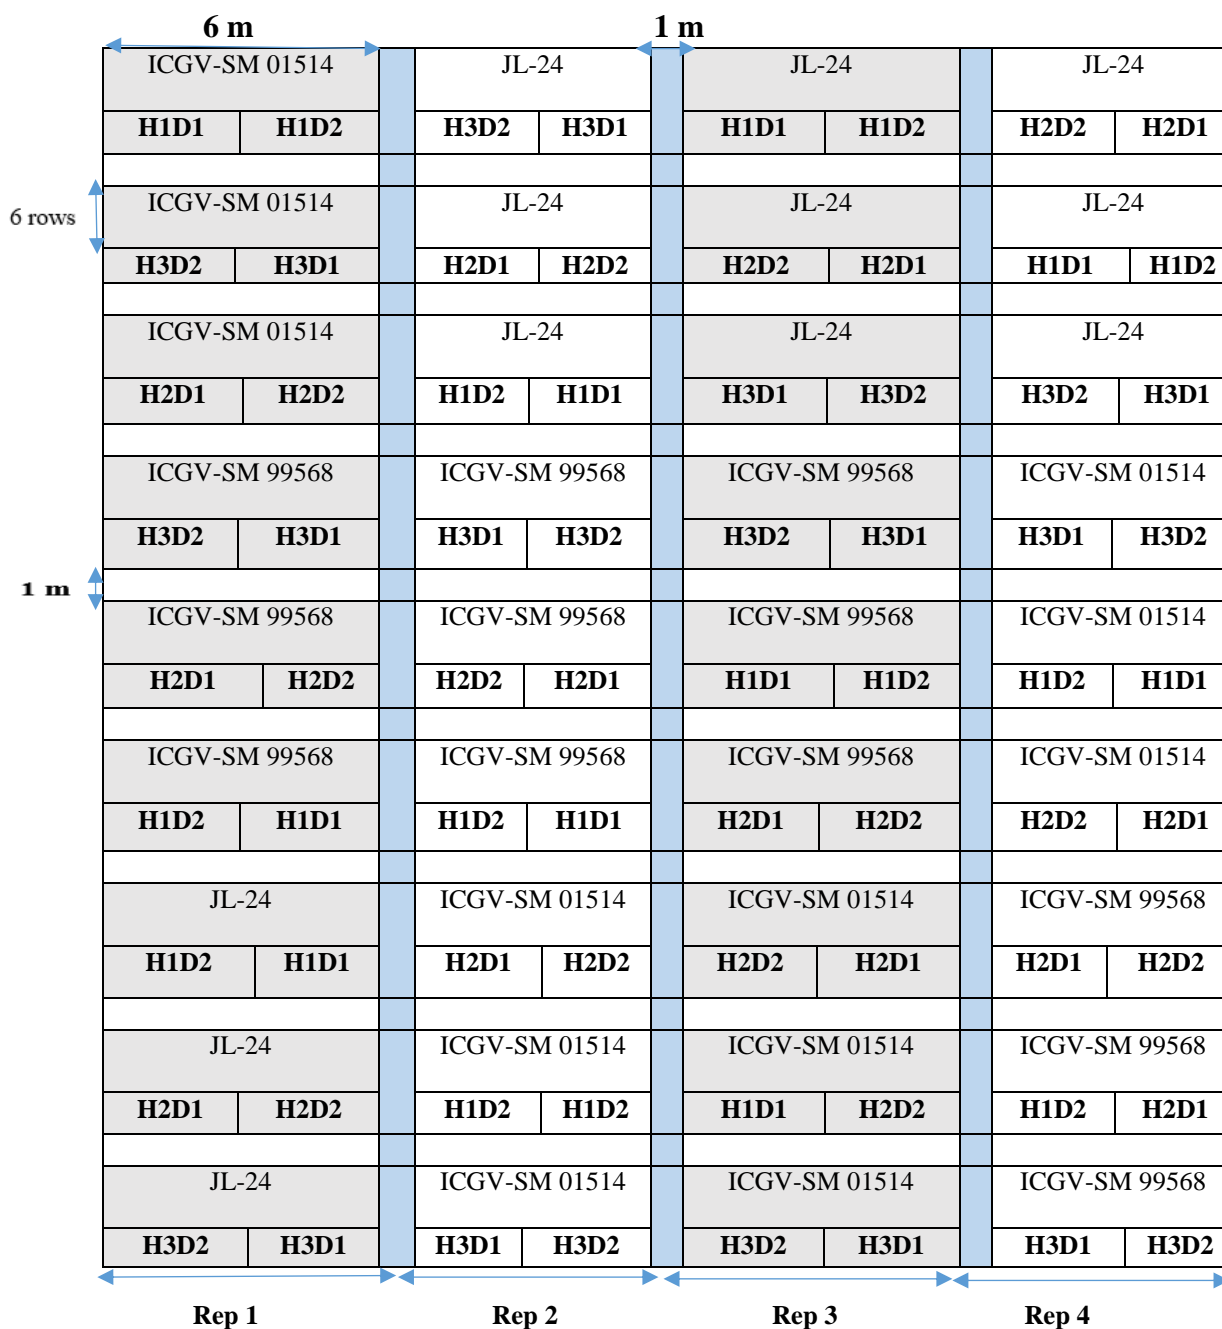 6 m 1 m
ICGV-SM 01514 JL-24 JL-24 JL-24
H1D1 H1D2 H3D2 H3D1 H1D1 H1D2 H2D2 H2D1
6 rows ICGV-SM 01514 JL-24 JL-24 JL-24
H3D2 H3D1 H2D1 H2D2 H2D2 H2D1 H1D1 H1D2
ICGV-SM 01514 JL-24 JL-24 JL-24
H2D1 H2D2 H1D2 H1D1 H3D1 H3D2 H3D2 H3D1
ICGV-SM 99568 ICGV-SM 99568 ICGV-SM 99568 ICGV-SM 01514
H3D2 H3D1 H3D1 H3D2 H3D2 H3D1 H3D1 H3D2
1 m
ICGV-SM 99568 ICGV-SM 99568 ICGV-SM 99568 ICGV-SM 01514
H2D1 H2D2 H2D2 H2D1 H1D1 H1D2 H1D2 H1D1
ICGV-SM 99568 ICGV-SM 99568 ICGV-SM 99568 ICGV-SM 01514
H1D2 H1D1 H1D2 H1D1 H2D1 H2D2 H2D2 H2D1
JL-24 ICGV-SM 01514 ICGV-SM 01514 ICGV-SM 99568
H1D2 H1D1 H2D1 H2D2 H2D2 H2D1 H2D1 H2D2
JL-24 ICGV-SM 01514 ICGV-SM 01514 ICGV-SM 99568
H2D1 H2D2 H1D2 H1D2 H1D1 H2D2 H1D2 H2D1
JL-24 ICGV-SM 01514 ICGV-SM 01514 ICGV-SM 99568
H3D2 H3D1 H3D1 H3D2 H3D2 H3D1 H3D1 H3D2
Rep 1 Rep 2 Rep 3 Rep 4